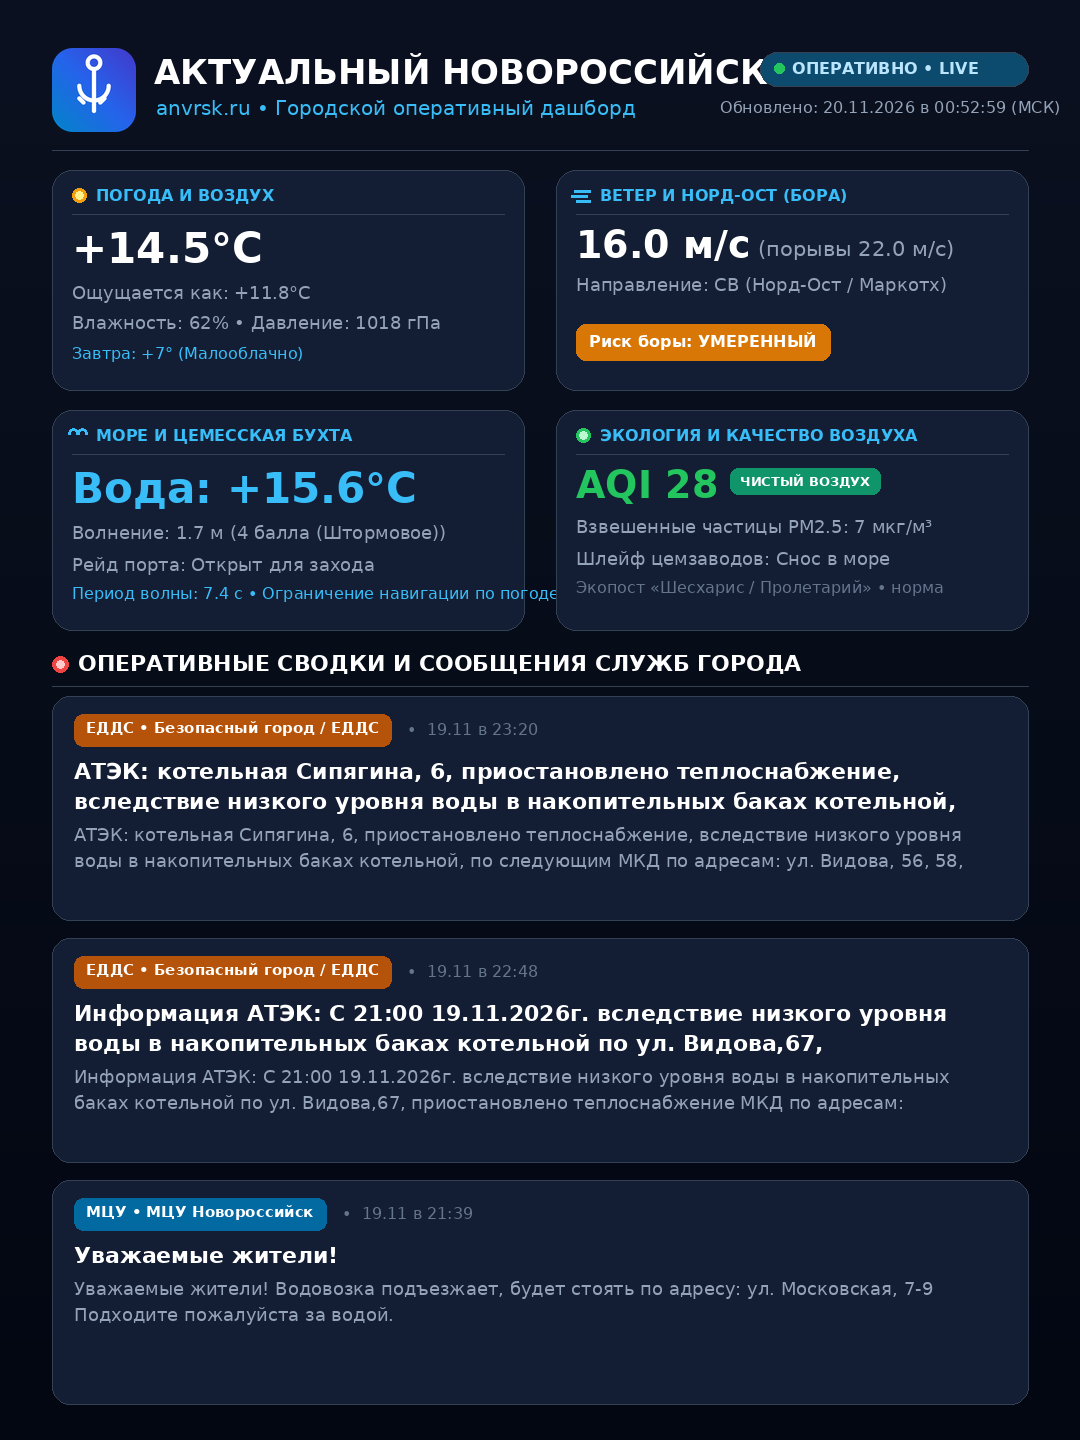 АКТУАЛЬНЫЙ НОВОРОССИЙСК
ОПЕРАТИВНО • LIVE
anvrsk.ru • Городской оперативный дашборд
Обновлено: 20.11.2026 в 00:52:59 (МСК)
ПОГОДА И ВОЗДУХ
+14.5°C
Ощущается как: +11.8°C
Влажность: 62% • Давление: 1018 гПа
Завтра: +7° (Малооблачно)
ВЕТЕР И НОРД-ОСТ (БОРА)
16.0 м/с (порывы 22.0 м/с)
Направление: СВ (Норд-Ост / Маркотх)
Риск боры: УМЕРЕННЫЙ
МОРЕ И ЦЕМЕССКАЯ БУХТА
Вода: +15.6°C
Волнение: 1.7 м (4 балла (Штормовое))
Рейд порта: Открыт для захода
Период волны: 7.4 с • Ограничение навигации по погоде
ЭКОЛОГИЯ И КАЧЕСТВО ВОЗДУХА
AQI 28 ЧИСТЫЙ ВОЗДУХ
Взвешенные частицы PM2.5: 7 мкг/м³
Шлейф цемзаводов: Снос в море
Экопост «Шесхарис / Пролетарий» • норма
ОПЕРАТИВНЫЕ СВОДКИ И СООБЩЕНИЯ СЛУЖБ ГОРОДА
ЕДДС • Безопасный город / ЕДДС • 19.11 в 23:20
АТЭК: котельная Сипягина, 6, приостановлено теплоснабжение,
вследствие низкого уровня воды в накопительных баках котельной,
АТЭК: котельная Сипягина, 6, приостановлено теплоснабжение, вследствие низкого уровня
воды в накопительных баках котельной, по следующим МКД по адресам: ул. Видова, 56, 58,
ЕДДС • Безопасный город / ЕДДС • 19.11 в 22:48
Информация АТЭК: С 21:00 19.11.2026г. вследствие низкого уровня
воды в накопительных баках котельной по ул. Видова,67,
Информация АТЭК: С 21:00 19.11.2026г. вследствие низкого уровня воды в накопительных
баках котельной по ул. Видова,67, приостановлено теплоснабжение МКД по адресам:
МЦУ • МЦУ Новороссийск • 19.11 в 21:39
Уважаемые жители!
Уважаемые жители! Водовозка подъезжает, будет стоять по адресу: ул. Московская, 7-9
Подходите пожалуйста за водой.